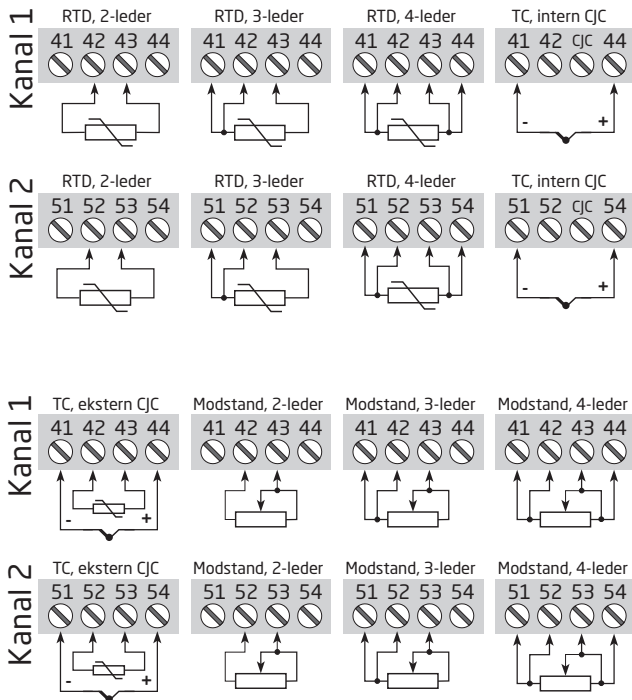 Kanal 1
RTD, 2-leder RTD, 3-leder RTD, 4-leder TC, intern CJC
41 42 43 44 41 42 43 44 41 42 43 44 41 42 CJC 44
- +
Kanal 2
RTD, 2-leder RTD, 3-leder RTD, 4-leder TC, intern CJC
51 52 53 54 51 52 53 54 51 52 53 54 51 52 CJC 54
- +
Kanal 1
TC, ekstern CJC Modstand, 2-leder Modstand, 3-leder Modstand, 4-leder
41 42 43 44 41 42 43 44 41 42 43 44 41 42 43 44
- +
Kanal 2
TC, ekstern CJC Modstand, 2-leder Modstand, 3-leder Modstand, 4-leder
51 52 53 54 51 52 53 54 51 52 53 54 51 52 53 54
- +